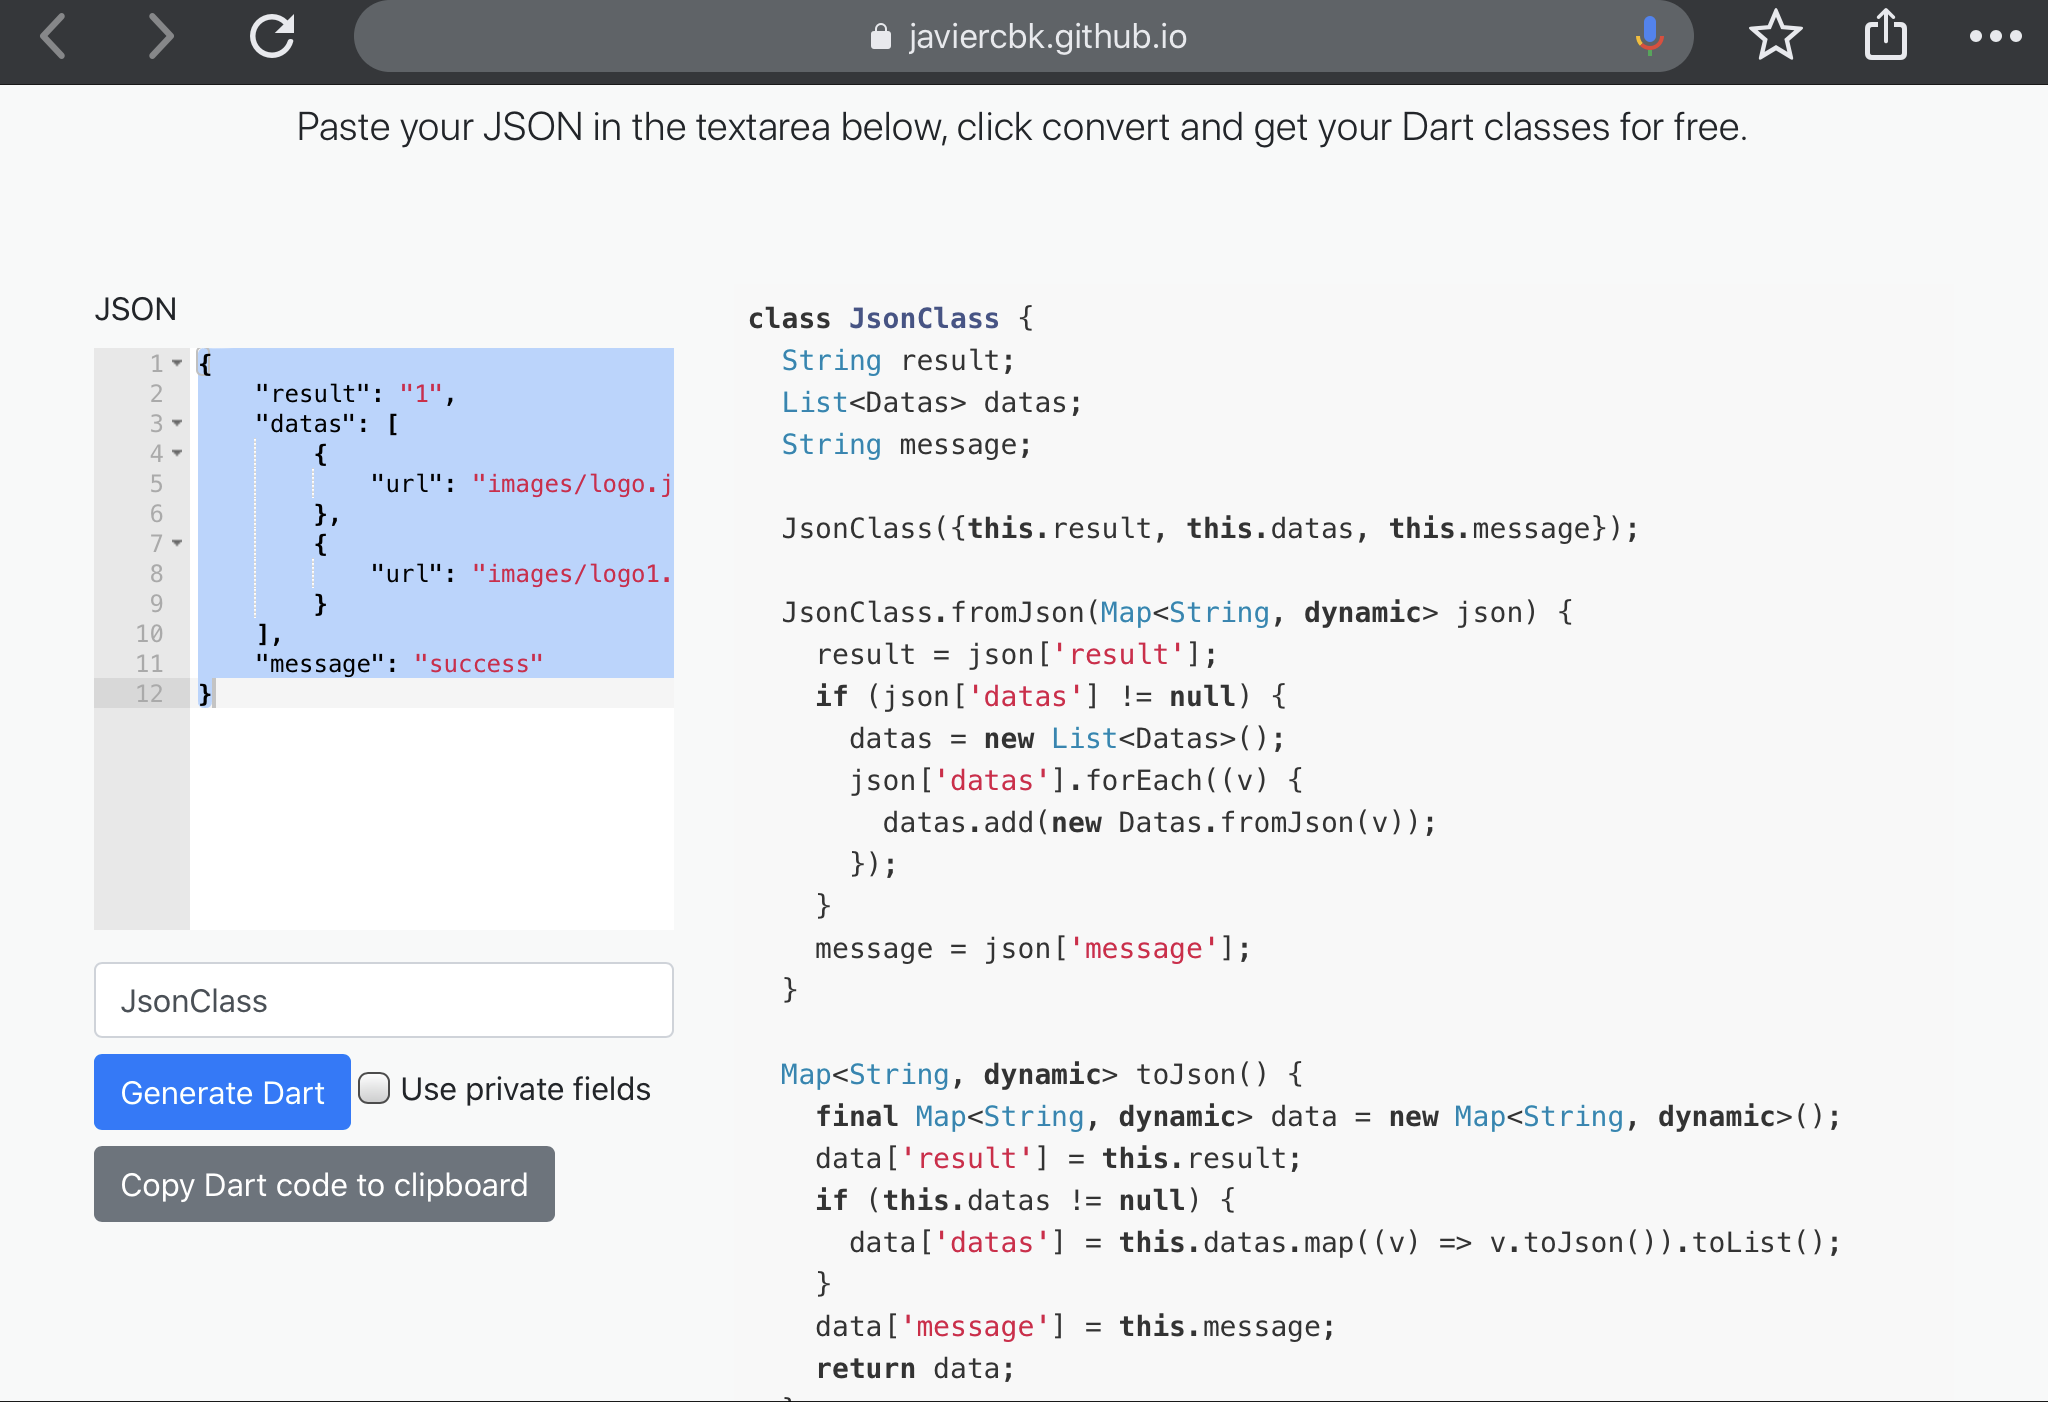 javiercbk.github.io
Paste your JSON in the textarea below, click convert and get your Dart classes for free.
JSON
1 {
2 "result": "1",
3 "datas": [
4 {
5 "url": "images/logo.j
6 },
7 {
8 "url": "images/logo1.
9 }
10 ],
11 "message": "success"
12 }
JsonClass
Generate Dart Use private fields
Copy Dart code to clipboard
class JsonClass {
String result;
List<Datas> datas;
String message;
JsonClass({this.result, this.datas, this.message});
JsonClass.fromJson(Map<String, dynamic> json) {
result = json['result'];
if (json['datas'] != null) {
datas = new List<Datas>();
json['datas'].forEach((v) {
datas.add(new Datas.fromJson(v));
});
}
message = json['message'];
}
Map<String, dynamic> toJson() {
final Map<String, dynamic> data = new Map<String, dynamic>();
data['result'] = this.result;
if (this.datas != null) {
data['datas'] = this.datas.map((v) => v.toJson()).toList();
}
data['message'] = this.message;
return data;